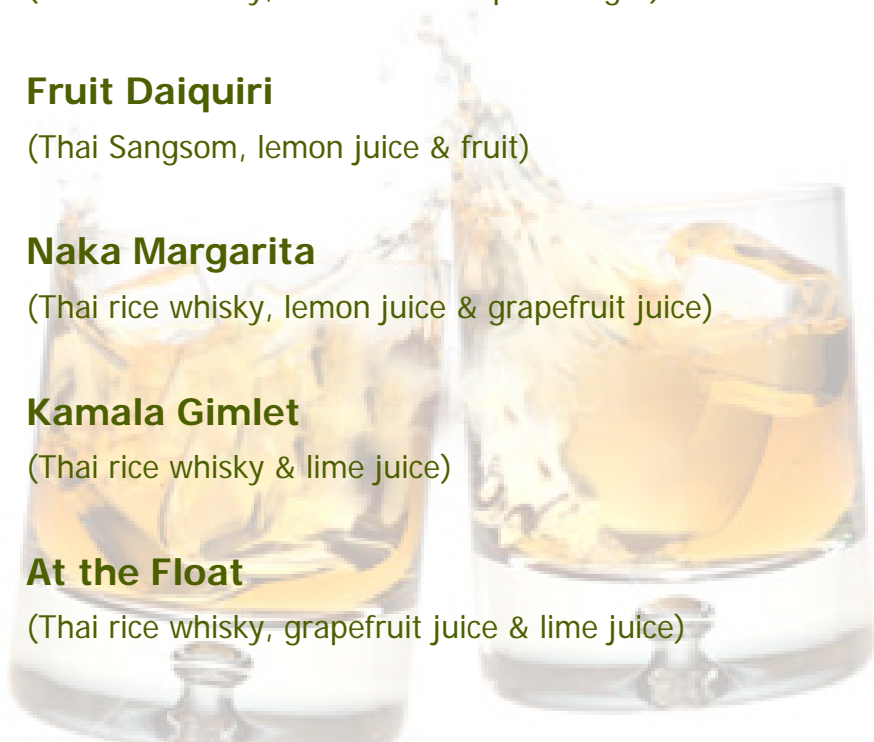 Fruit Daiquiri
(Thai Sangsom, lemon juice & fruit)
Naka Margarita
(Thai rice whisky, lemon juice & grapefruit juice)
Kamala Gimlet
(Thai rice whisky & lime juice)
At the Float
(Thai rice whisky, grapefruit juice & lime juice)